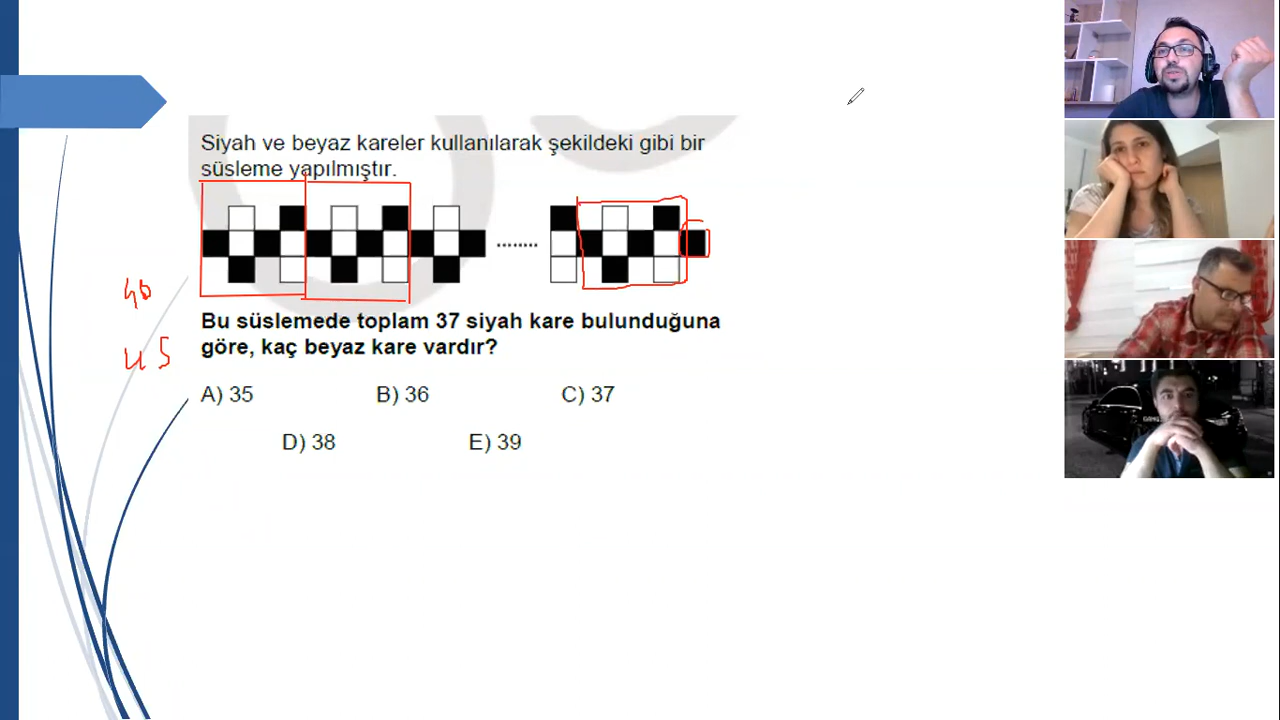 Siyah ve beyaz kareler kullanılarak şekildeki gibi bir
süsleme yapılmıştır.
40
45
Bu süslemede toplam 37 siyah kare bulunduğuna
göre, kaç beyaz kare vardır?
A) 35 B) 36 C) 37
D) 38 E) 39